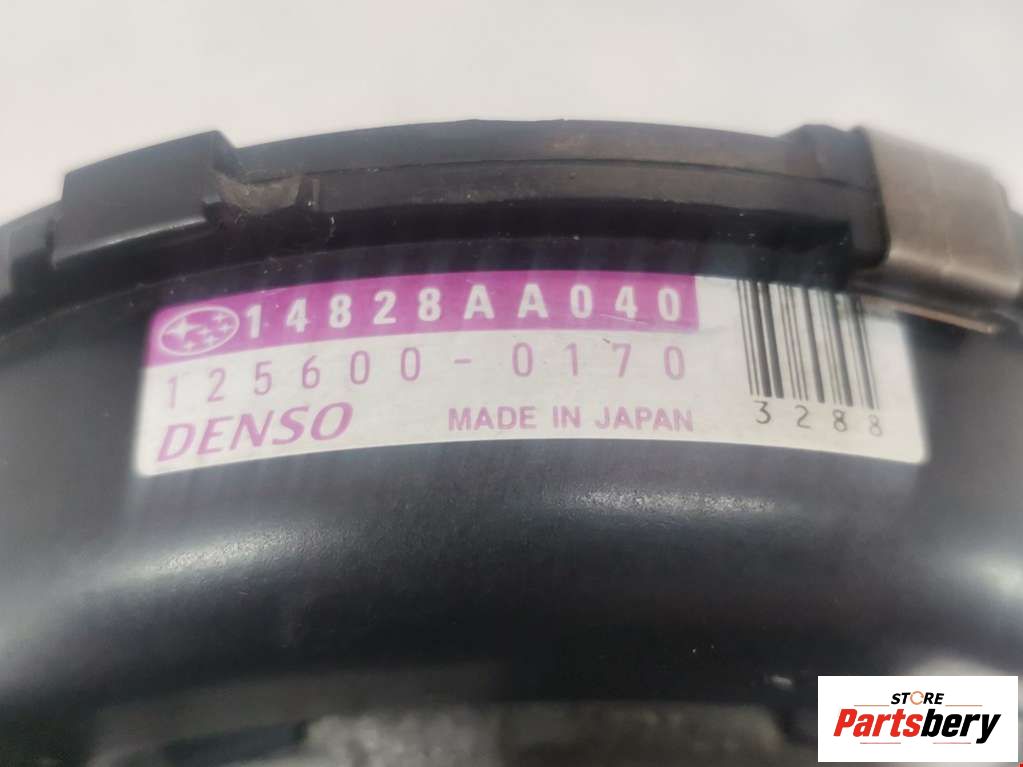 14828AA040
125600-0170
DENSO MADE IN JAPAN
3288
STORE
Partsbery